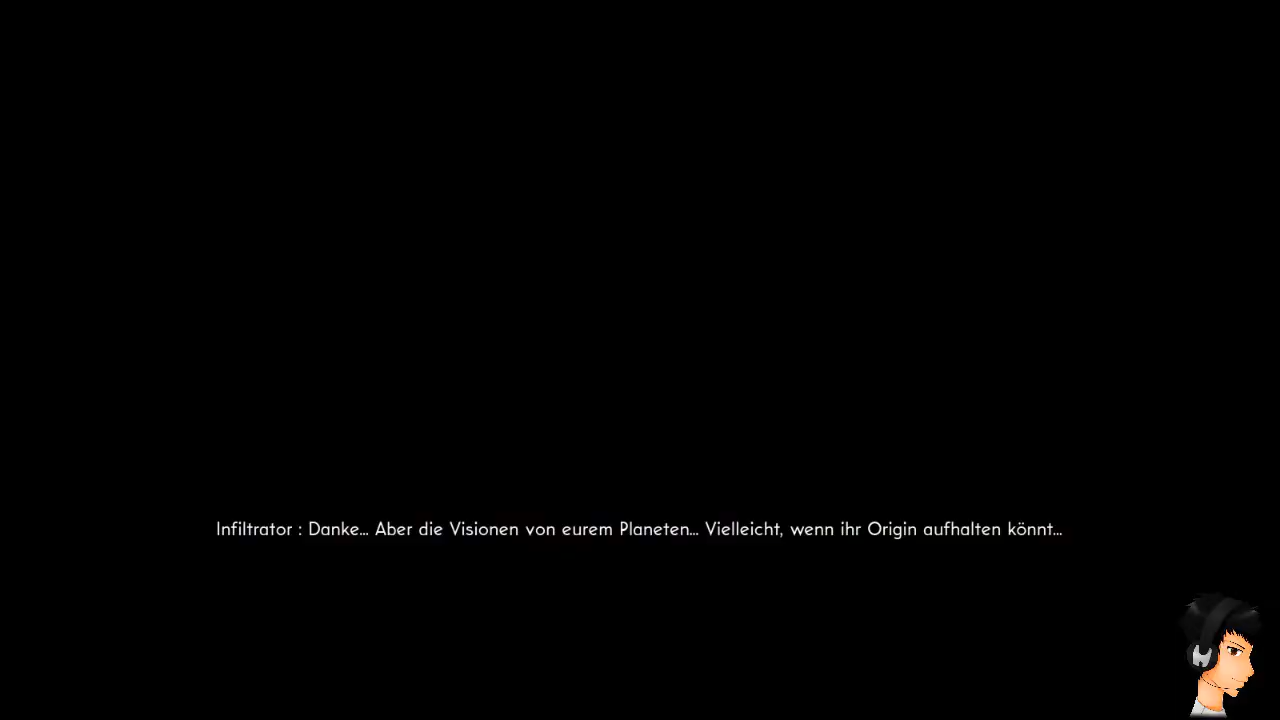 Infiltrator : Danke... Aber die Visionen von eurem Planeten... Vielleicht, wenn ihr Origin aufhalten könnt...